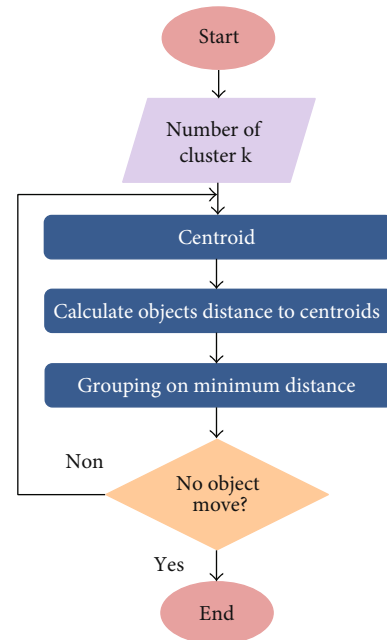 Start
Number of
cluster k
Centroid
Calculate objects distance to centroids
Grouping on minimum distance
Non
No object
move?
Yes
End